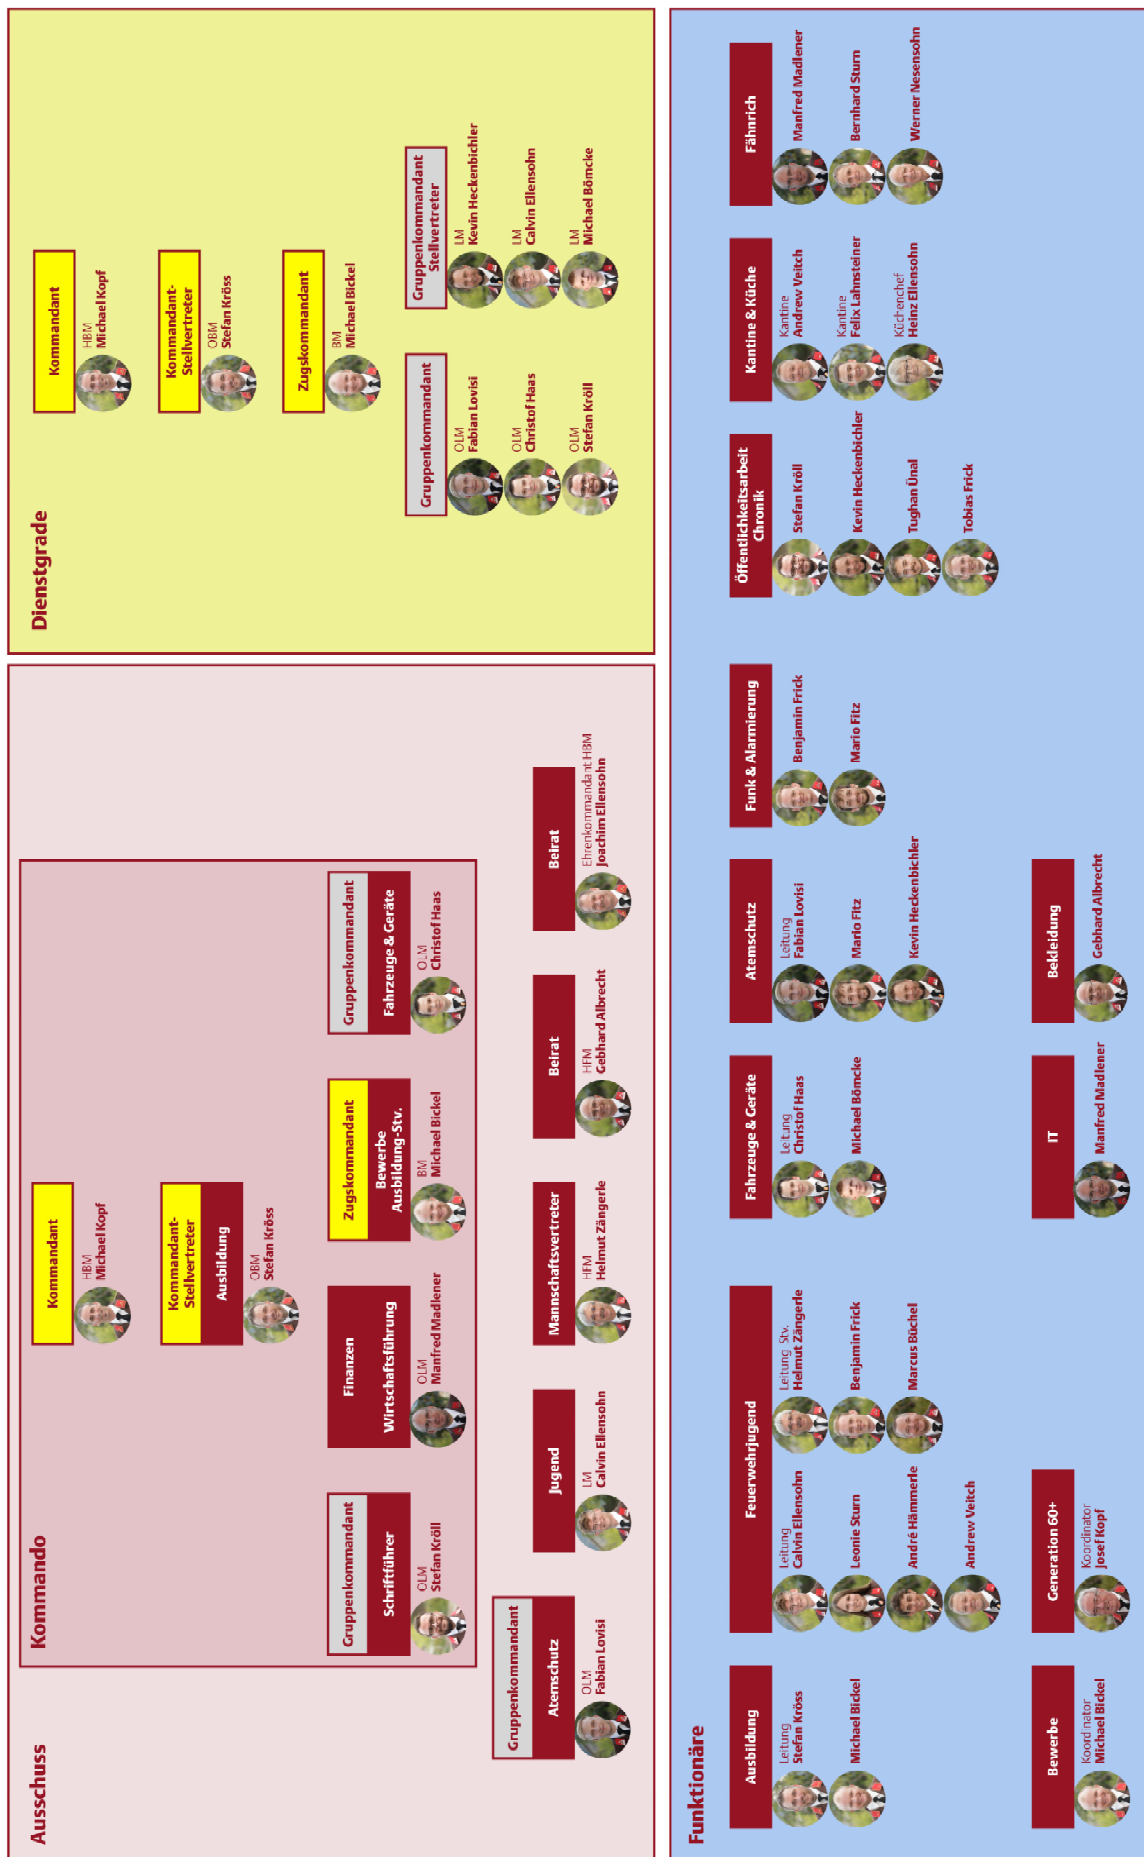 Ausschuss
Kommando
Kommandant
HBM
Michael Kopf
Kommandant-
Stellvertreter
Ausbildung
OBM
Stefan Kröss
Gruppenkommandant
Schriftführer
OLM
Stefan Kröll
Finanzen
Wirtschaftsführung
OLM
Manfred Madlener
Zugskommandant
Bewerbe
Ausbildung-Stv.
BM
Michael Bickel
Gruppenkommandant
Fahrzeuge & Geräte
OLM
Christof Haas
Gruppenkommandant
Atemschutz
OLM
Fabian Lovisi
Jugend
LM
Calvin Ellensohn
Mannschaftsvertreter
HFM
Helmut Zängerle
Beirat
HFM
Gebhard Albrecht
Beirat
Ehrenkommandant HBM
Joachim Ellensohn
Dienstgrade
Kommandant
HBM
Michael Kopf
Kommandant-
Stellvertreter
OBM
Stefan Kröss
Zugskommandant
BM
Michael Bickel
Gruppenkommandant
OLM
Fabian Lovisi
OLM
Christof Haas
OLM
Stefan Kröll
Gruppenkommandant
Stellvertreter
LM
Kevin Heckenbichler
LM
Calvin Ellensohn
LM
Michael Bömcke
Funktionäre
Ausbildung
Leitung
Stefan Kröss
Michael Bickel
Feuerwehrjugend
Leitung
Calvin Ellensohn
Leonie Sturn
André Hämmerle
Andrew Veitch
Leitung Stv.
Helmut Zängerle
Benjamin Frick
Marcus Büchel
Fahrzeuge & Geräte
Leitung
Christof Haas
Michael Bömcke
Atemschutz
Leitung
Fabian Lovisi
Mario Fitz
Kevin Heckenbichler
Funk & Alarmierung
Benjamin Frick
Mario Fitz
Öffentlichkeitsarbeit
Chronik
Stefan Kröll
Kevin Heckenbichler
Tughan Ünal
Tobias Frick
Kantine & Küche
Kantine
Andrew Veitch
Kantine
Felix Lahnsteiner
Küchenchef
Heinz Ellensohn
Fähnrich
Manfred Madlener
Bernhard Sturn
Werner Nesensohn
Bewerbe
Koordinator
Michael Bickel
Generation 60+
Koordinator
Josef Kopf
IT
Manfred Madlener
Bekleidung
Gebhard Albrecht